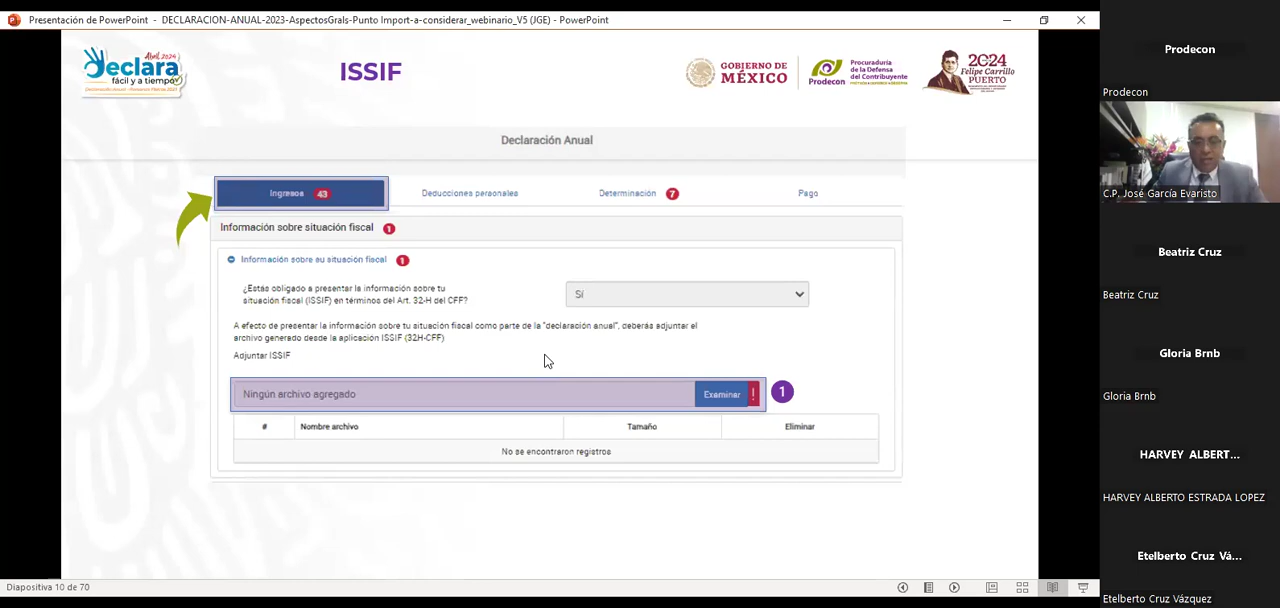 Presentación de PowerPoint - DECLARACION-ANUAL-2023-AspectosGrals-Punto Import-a-considerar_webinario_V5 (JGE) - PowerPoint
Abril 2024
Declara
fácil y a tiempo
ISSIF
GOBIERNO DE
MÉXICO
Prodecon
Procuraduría
de la Defensa
del Contribuyente
2024
Felipe Carrillo
PUERTO
Declaración Anual
Ingresos 43
Deducciones personales
Determinación 7
Pago
Información sobre situación fiscal 1
Información sobre su situación fiscal 1
¿Estás obligado a presentar la información sobre tu
situación fiscal (ISSIF) en términos del Art. 32-H del CFF?
Sí
A efecto de presentar la información sobre tu situación fiscal como parte de la "declaración anual", deberás adjuntar el
archivo generado desde la aplicación ISSIF (32H-CFF)
Adjuntar ISSIF
Ningún archivo agregado
Examinar !
1
# Nombre archivo Tamaño Eliminar
No se encontraron registros
Diapositiva 10 de 70
Prodecon
Prodecon
C.P. José García Evaristo
Beatriz Cruz
Beatriz Cruz
Gloria Brnb
Gloria Brnb
HARVEY ALBERT...
HARVEY ALBERTO ESTRADA LOPEZ
Etelberto Cruz Vá...
Etelberto Cruz Vázquez